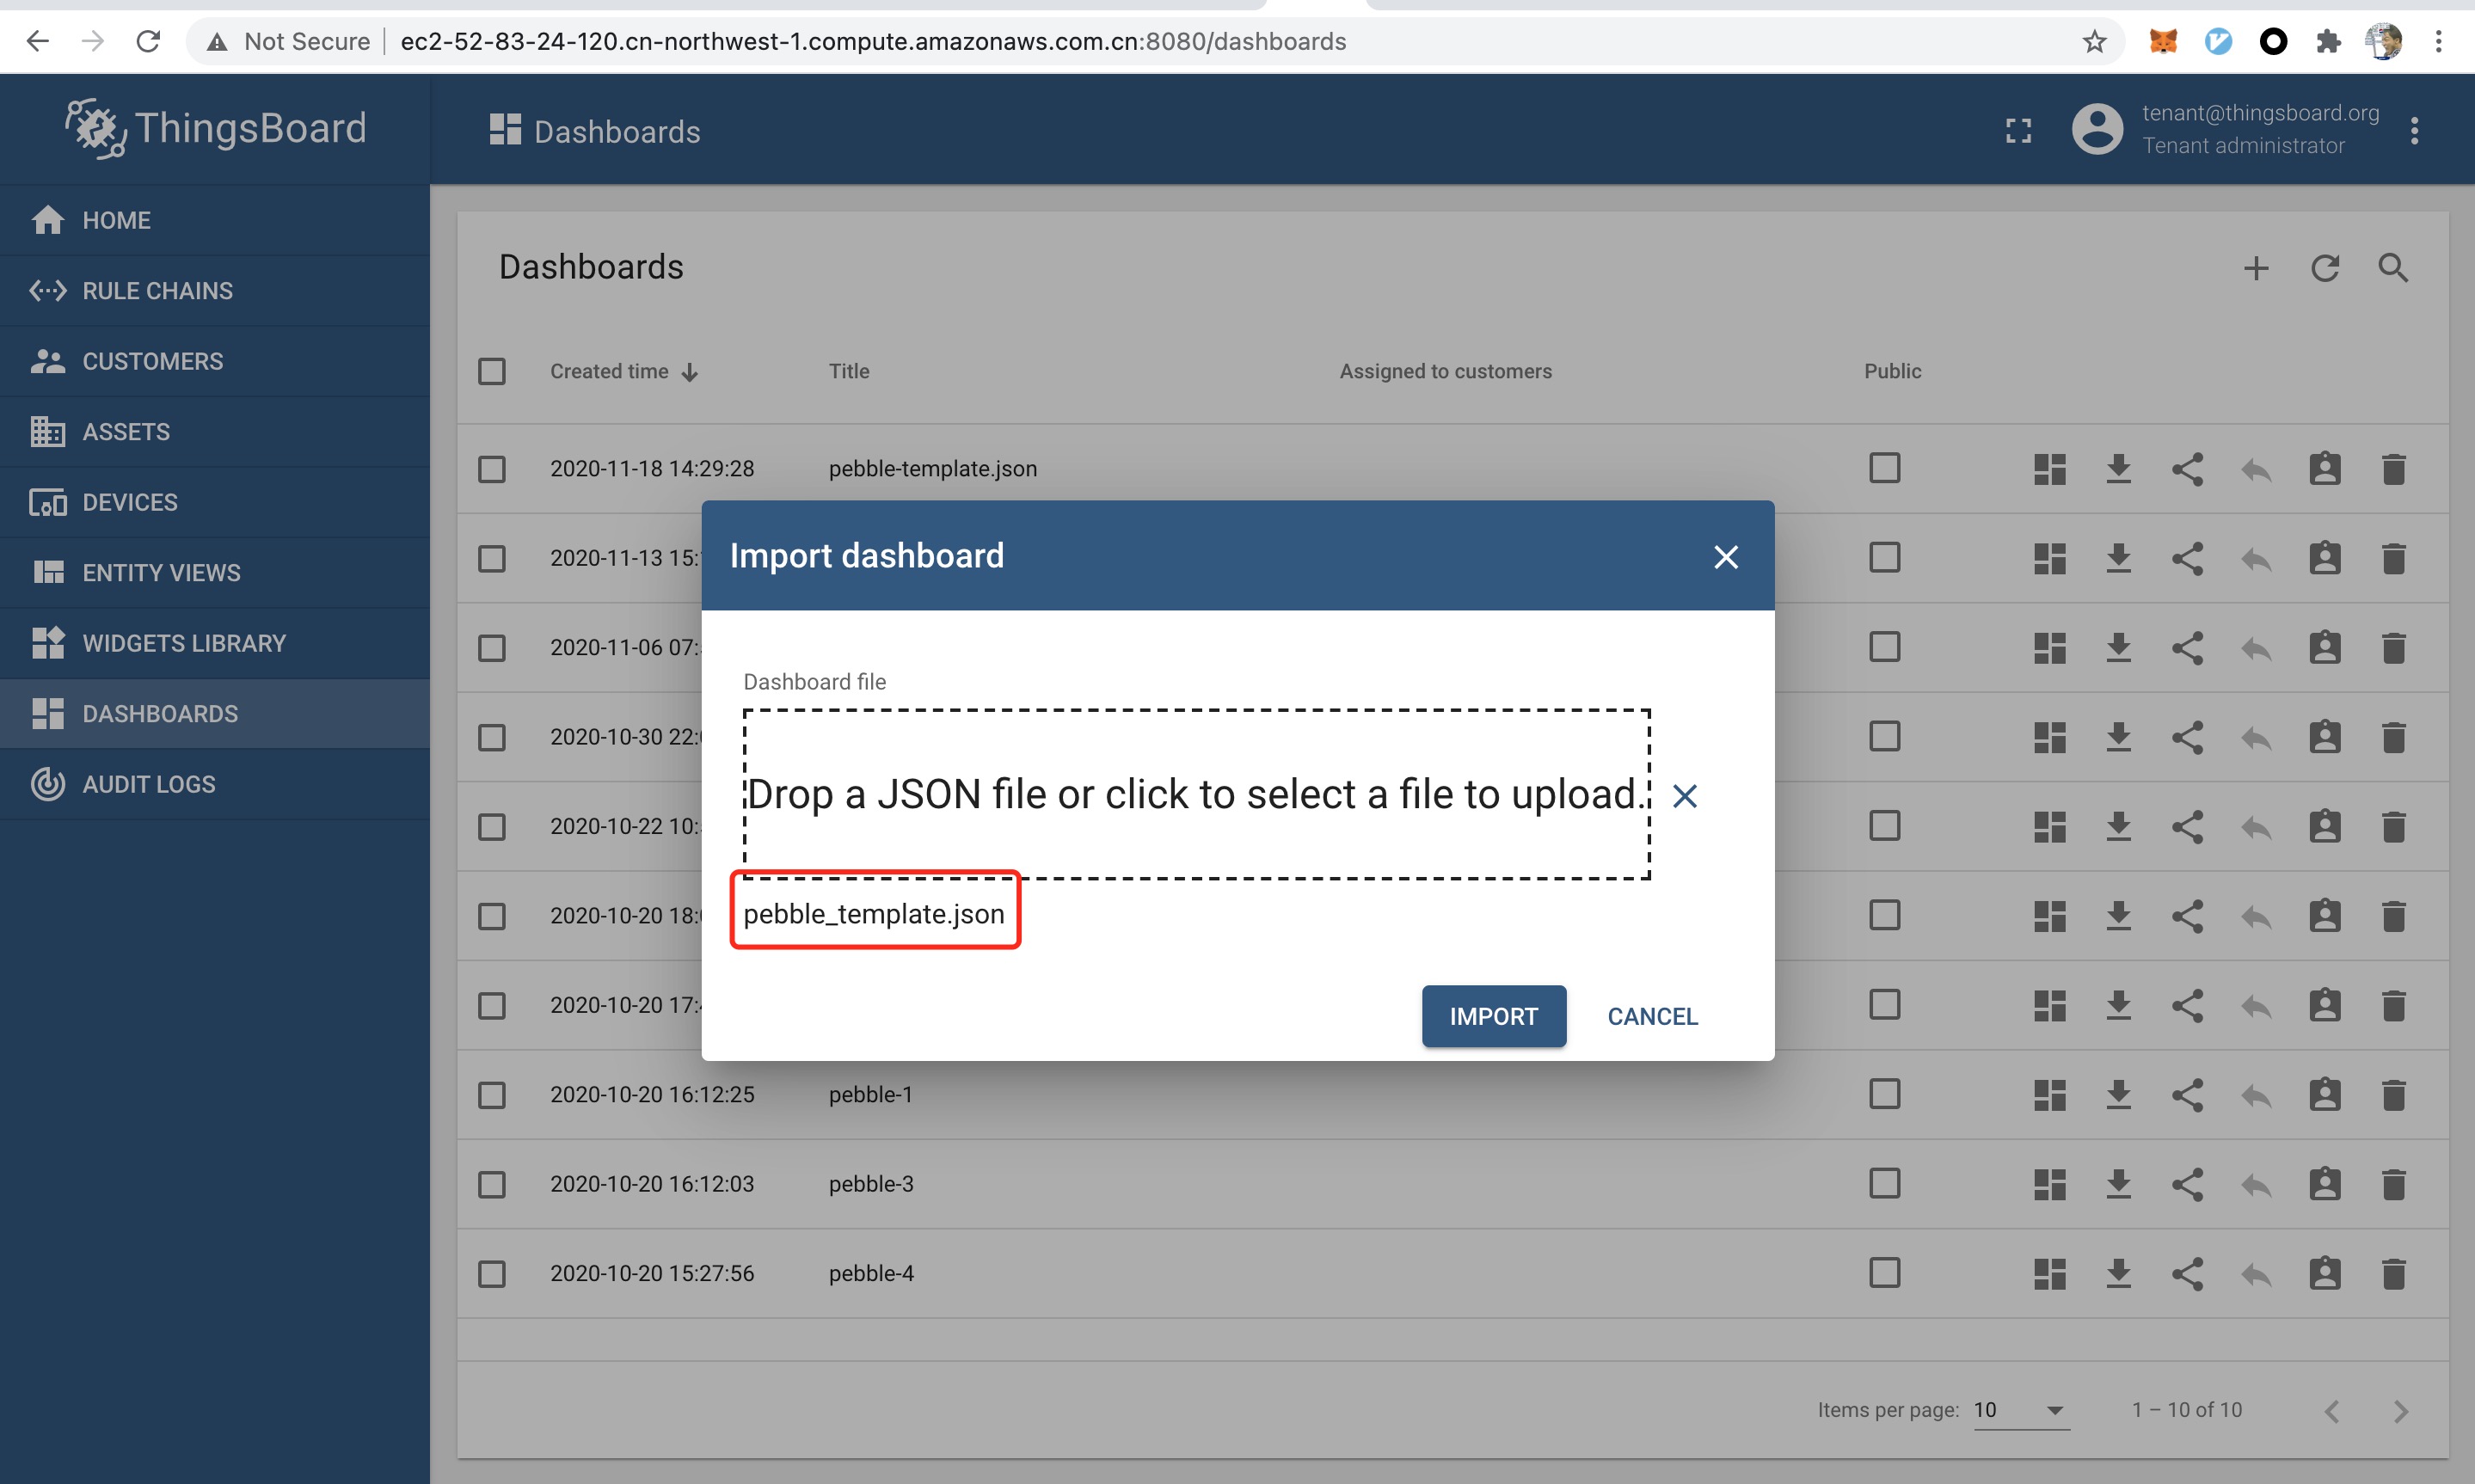 Not Secure | ec2-52-83-24-120.cn-northwest-1.compute.amazonaws.com.cn:8080/dashboards
ThingsBoard
Dashboards
tenant@thingsboard.org
Tenant administrator
HOME
RULE CHAINS
CUSTOMERS
ASSETS
DEVICES
ENTITY VIEWS
WIDGETS LIBRARY
DASHBOARDS
AUDIT LOGS
Dashboards
Created time Title Assigned to customers Public
2020-11-18 14:29:28 pebble-template.json
2020-11-13 15:
2020-11-06 07:
2020-10-30 22:
2020-10-22 10:
2020-10-20 18:
2020-10-20 17:
2020-10-20 16:12:25 pebble-1
2020-10-20 16:12:03 pebble-3
2020-10-20 15:27:56 pebble-4
Import dashboard
Dashboard file
Drop a JSON file or click to select a file to upload.
pebble_template.json
IMPORT CANCEL
Items per page: 10 1 – 10 of 10